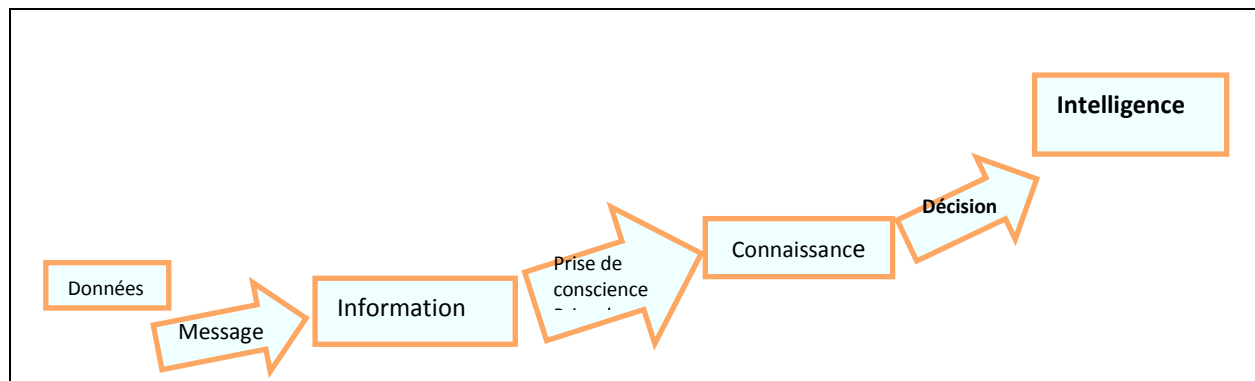 Données
Message
Information
Prise de
conscience
Connaissance
Décision
Intelligence